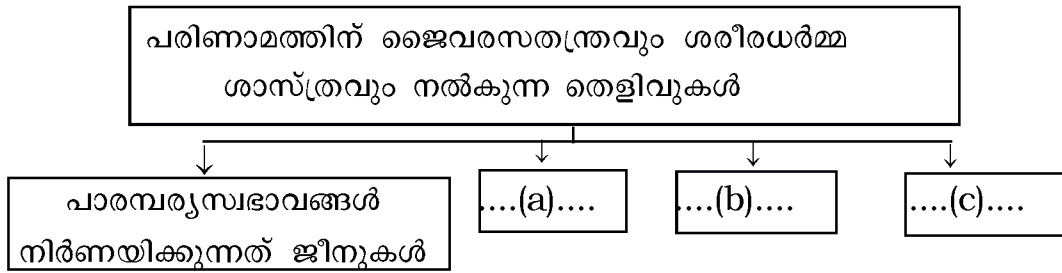 പരിണാമത്തിന് ജൈവരസതന്ത്രവും ശരീരധർമ്മ
ശാസ്ത്രവും നൽകുന്ന തെളിവുകൾ
പാരമ്പര്യസ്വഭാവങ്ങൾ
നിർണയിക്കുന്നത് ജീനുകൾ
....(a)....
....(b)....
....(c)....